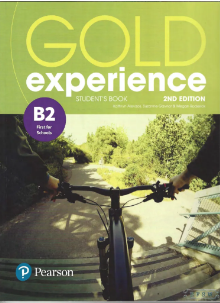 GOLD
experience
STUDENT'S BOOK 2ND EDITION
B2
First for
Schools
Pearson